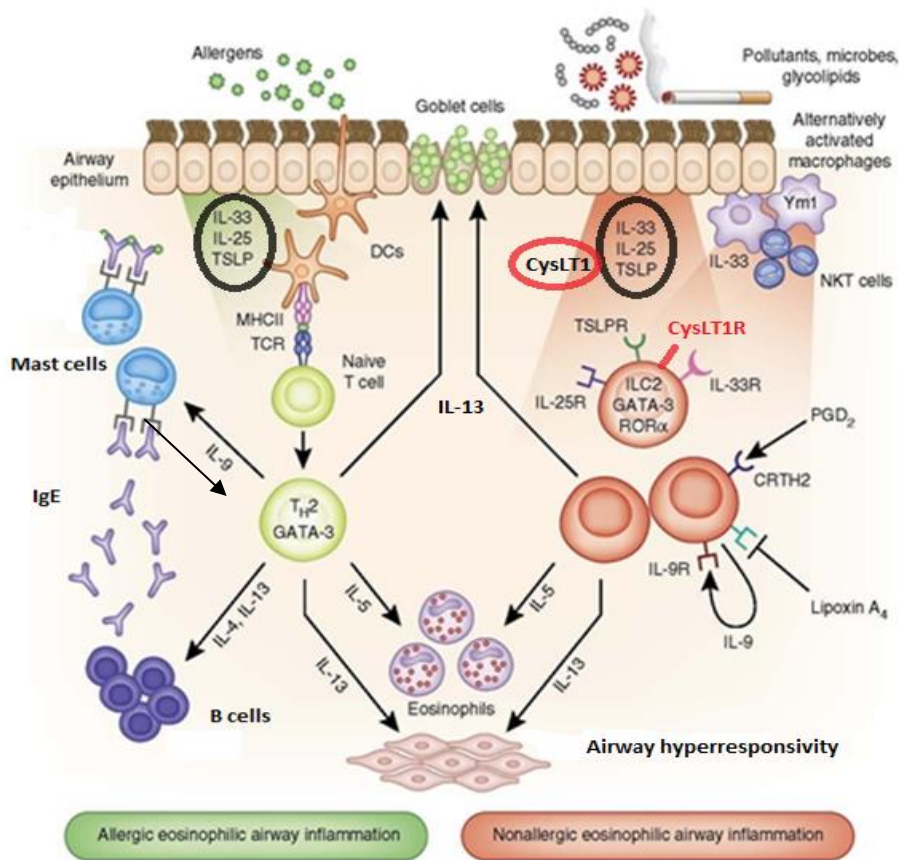 Allergens
Pollutants, microbes,
glycolipids
Goblet cells
Alternatively
activated
macrophages
Airway
epithelium
IL-33
IL-25
TSLP
DCs
CysLT1
IL-33
IL-25
TSLP
Ym1
IL-33
NKT cells
MHCII
TCR
TSLPR
CysLT1R
Mast cells
Naive
T cell
IL-13
IL-25R
ILC2
GATA-3
RORα
IL-33R
PGD2
IL-9
CRTH2
IgE
TH2
GATA-3
IL-9R
Lipoxin A4
IL-4, IL-13
IL-5
IL-5
IL-9
IL-13
IL-13
B cells
Eosinophils
Airway hyperresponsivity
Allergic eosinophilic airway inflammation
Nonallergic eosinophilic airway inflammation